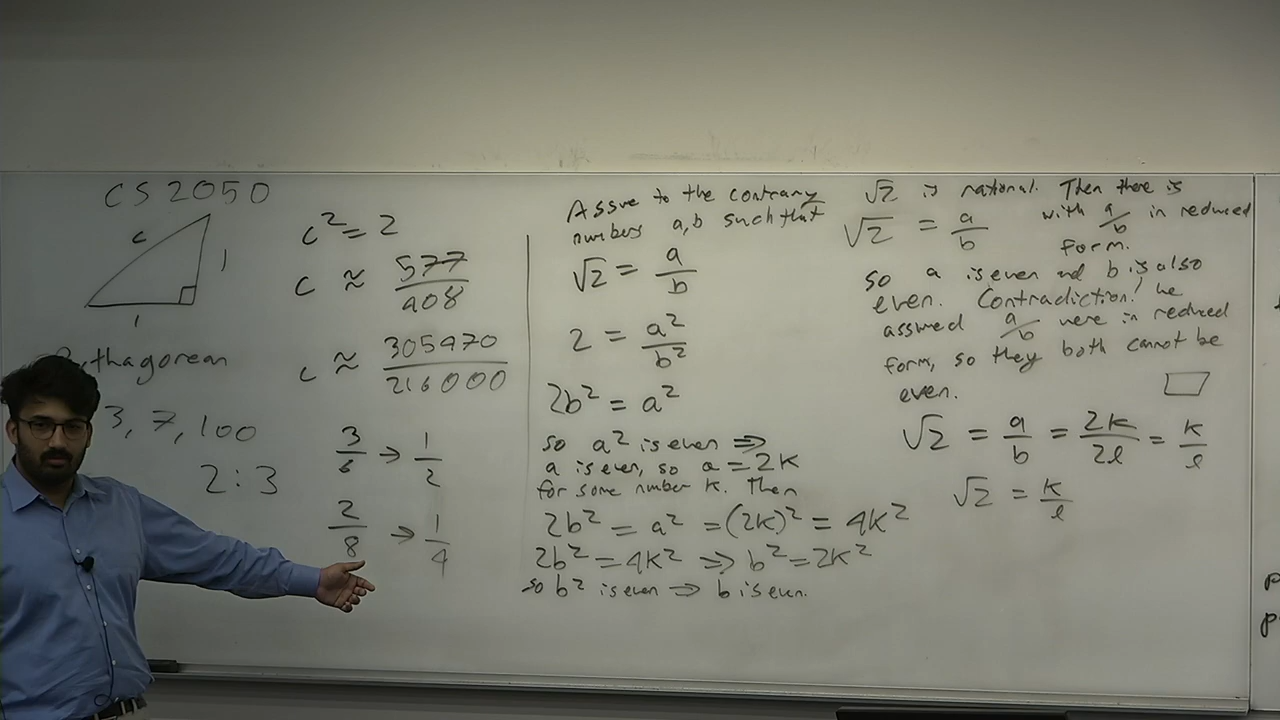 CS 2050
c
1
1
Pythagorean
3, 7, 100
2 : 3
c² = 2
c ≈ 577/408
c ≈ 305470/216000
3/6 → 1/2
2/8 → 1/4
Assue to the contrary √2 is rational. Then there is
numbers a, b such that √2 = a/b with a/b in reduced
form.
√2 = a/b
2 = a²/b²
2b² = a²
so a² is even ⇒
a is even, so a = 2k
for some number k. Then
2b² = a² = (2k)² = 4k²
2b² = 4k² ⇒ b² = 2k²
so b² is even ⇒ b is even.
so a is even and b is also
even. Contradiction! We
assumed a/b were in reduced
form, so they both cannot be
even. □
√2 = a/b = 2k/2l = k/l
√2 = k/l